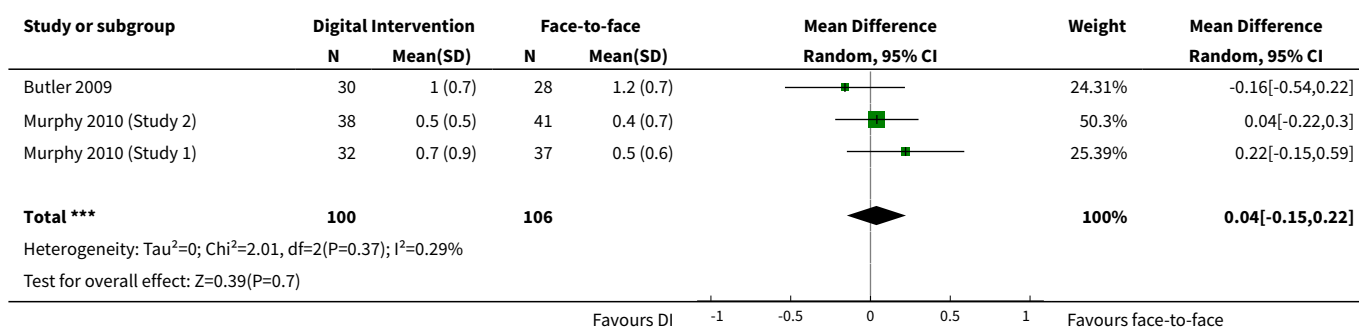 Study or subgroup Digital Intervention Face-to-face Mean Difference Weight Mean Difference
N Mean(SD) N Mean(SD) Random, 95% CI Random, 95% CI
Butler 2009 30 1 (0.7) 28 1.2 (0.7) 24.31% -0.16[-0.54,0.22]
Murphy 2010 (Study 2) 38 0.5 (0.5) 41 0.4 (0.7) 50.3% 0.04[-0.22,0.3]
Murphy 2010 (Study 1) 32 0.7 (0.9) 37 0.5 (0.6) 25.39% 0.22[-0.15,0.59]
Total *** 100 106 100% 0.04[-0.15,0.22]
Heterogeneity: Tau²=0; Chi²=2.01, df=2(P=0.37); I²=0.29%
Test for overall effect: Z=0.39(P=0.7)
Favours DI -1 -0.5 0 0.5 1 Favours face-to-face